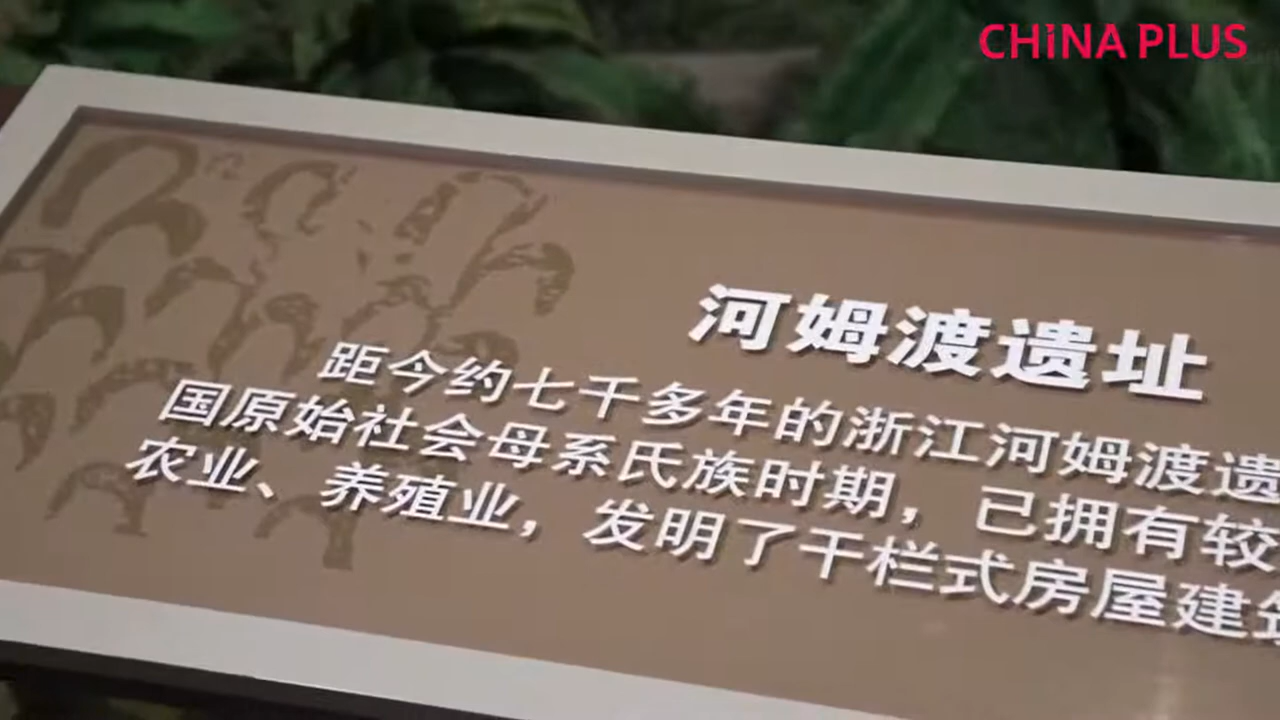 CHINA PLUS
河姆渡遗址
距今约七千多年的浙江河姆渡遗
国原始社会母系氏族时期，已拥有较
农业、养殖业，发明了干栏式房屋建